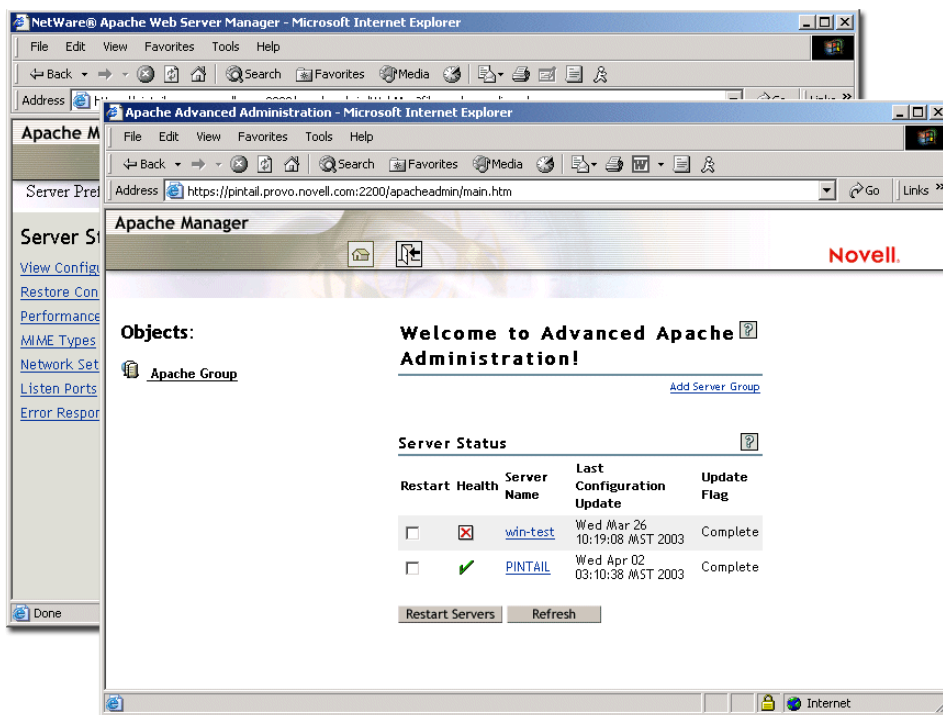 NetWare® Apache Web Server Manager - Microsoft Internet Explorer
File Edit View Favorites Tools Help
Back Search Favorites Media
Address
Apache M
Server Pref
Server St
View Config
Restore Con
Performance
MIME Types
Network Set
Listen Ports
Error Respon
Done
Apache Advanced Administration - Microsoft Internet Explorer
File Edit View Favorites Tools Help
Back Search Favorites Media
Address https://pintail.provo.novell.com:2200/apacheadmin/main.htm Go Links »
Apache Manager
Novell.
Objects:
Apache Group
Welcome to Advanced Apache
Administration!
Add Server Group
Server Status
Restart Health Server Name Last Configuration Update Update Flag
win-test Wed Mar 26 10:19:08 MST 2003 Complete
PINTAIL Wed Apr 02 03:10:38 MST 2003 Complete
Restart Servers Refresh
Internet